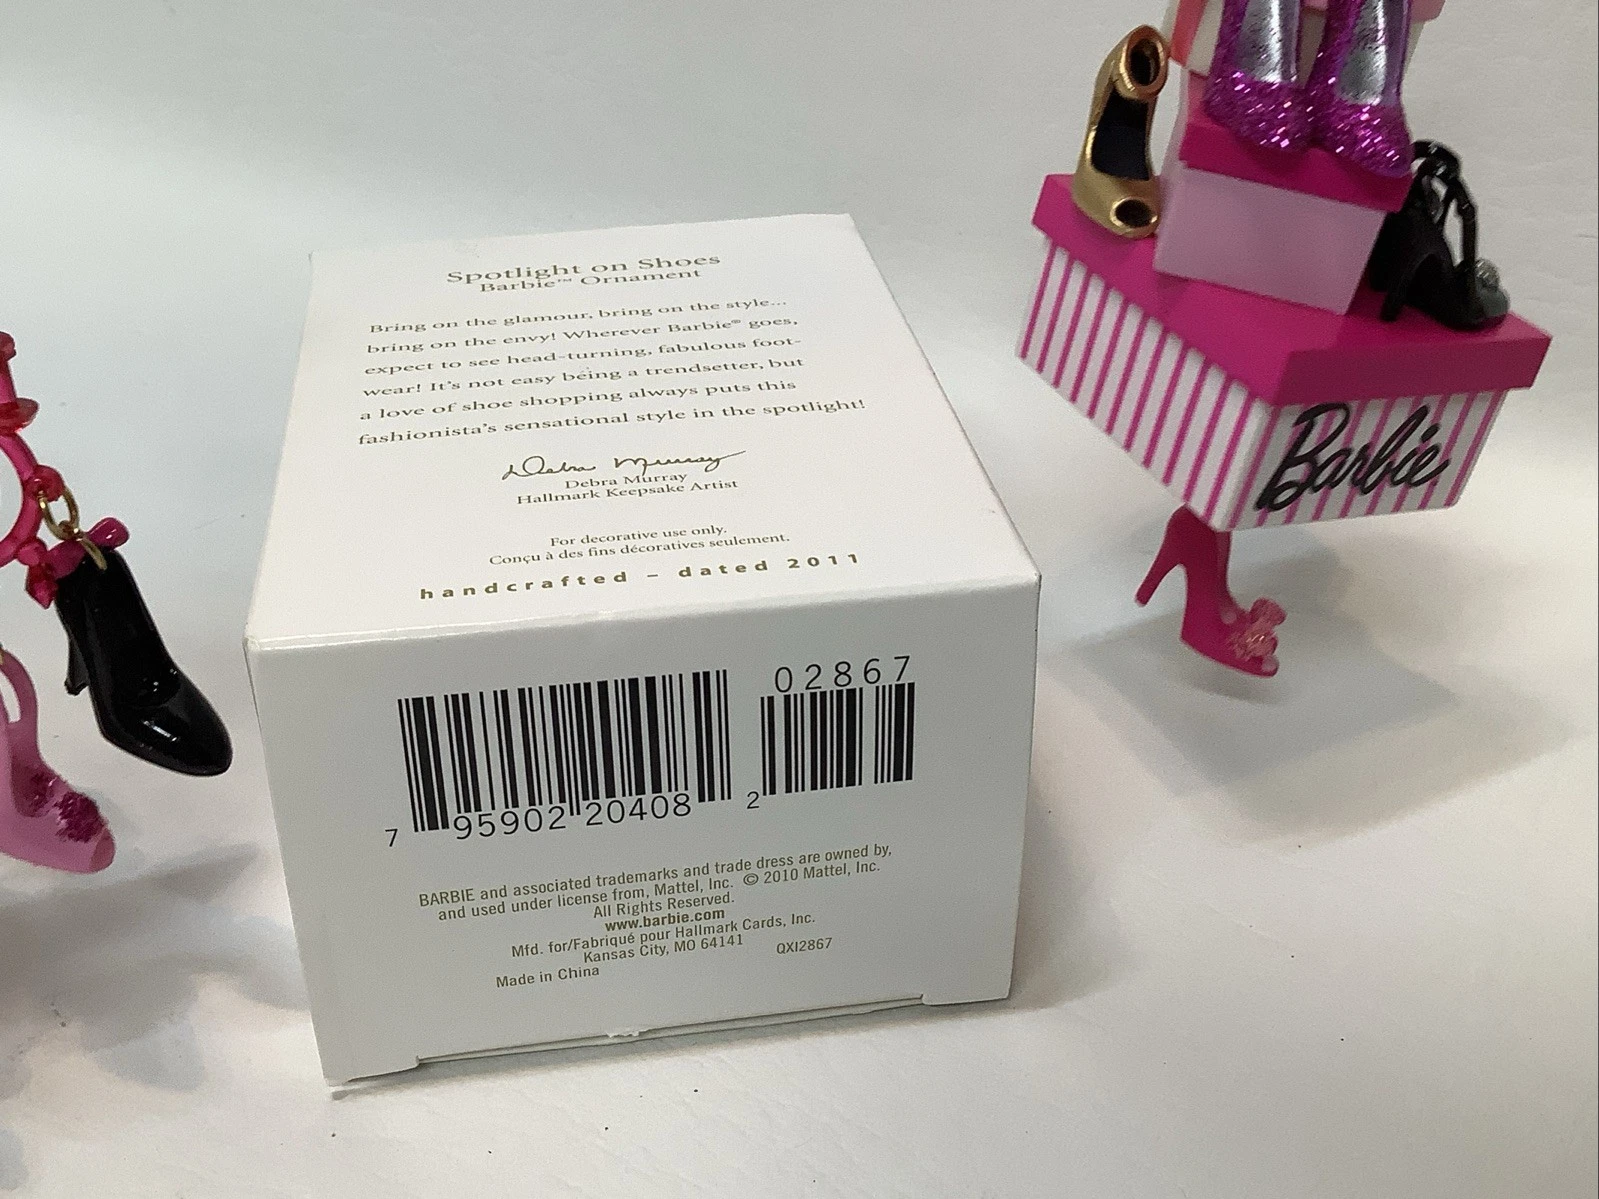 Spotlight on Shoes
Barbie™ Ornament
Bring on the glamour, bring on the style...
bring on the envy! Wherever Barbie® goes,
expect to see head-turning, fabulous foot-
wear! It's not easy being a trendsetter, but
a love of shoe shopping always puts this
fashionista's sensational style in the spotlight!
Debra Murray
Debra Murray
Hallmark Keepsake Artist
For decorative use only.
Conçu à des fins décoratives seulement.
handcrafted – dated 2011
02867
7 95902 20408 2
BARBIE and associated trademarks and trade dress are owned by,
and used under license from, Mattel, Inc. © 2010 Mattel, Inc.
All Rights Reserved.
www.barbie.com
Mfd. for/Fabriqué pour Hallmark Cards, Inc.
Kansas City, MO 64141
QXI2867
Made in China
Barbie